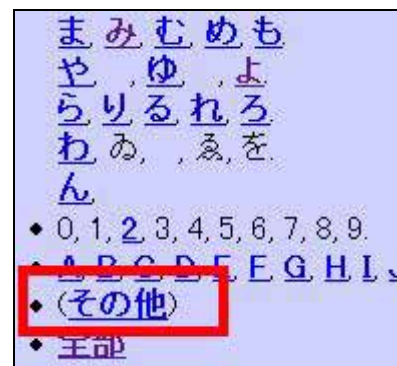 ま, み, む, め, も.
や, , ゆ, , よ.
ら, り, る, れ, ろ.
わ, ゐ, , ゑ, を.
ん,
• 0, 1, 2, 3, 4, 5, 6, 7, 8, 9.
• A, B, C, D, E, F, G, H, I,
• (その他)
• 全部